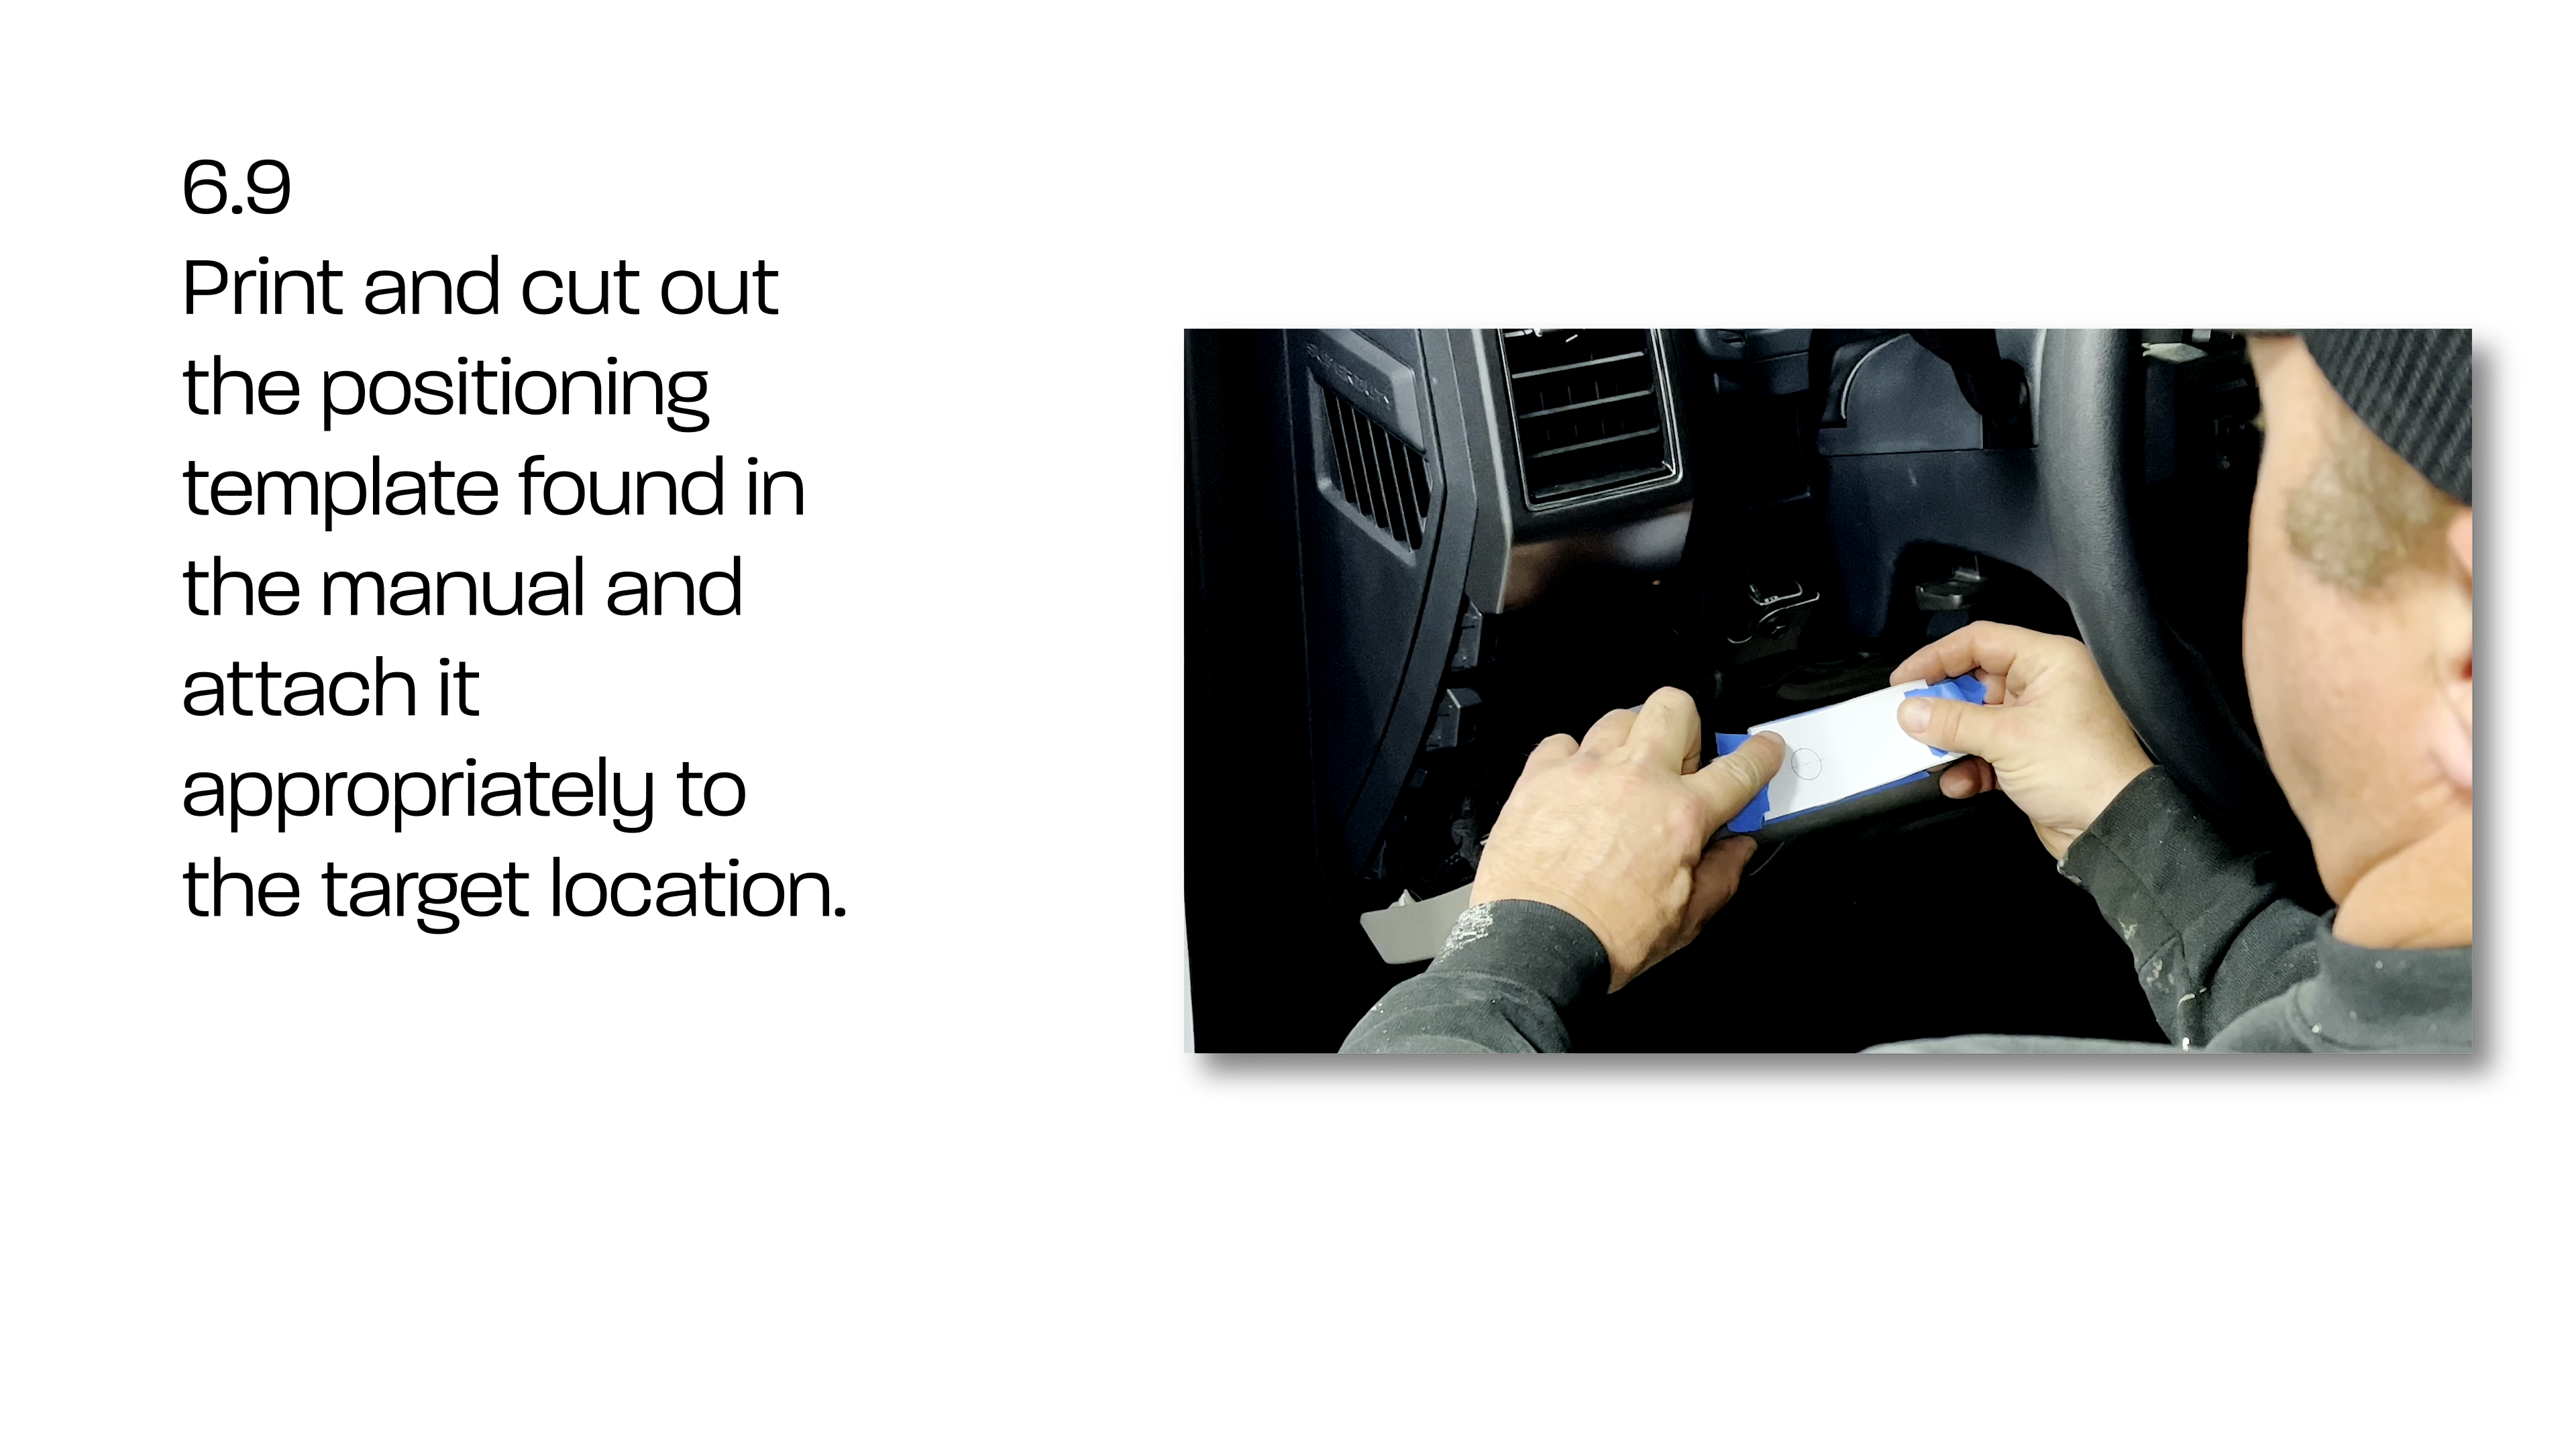 6.9
Print and cut out
the positioning
template found in
the manual and
attach it
appropriately to
the target location.